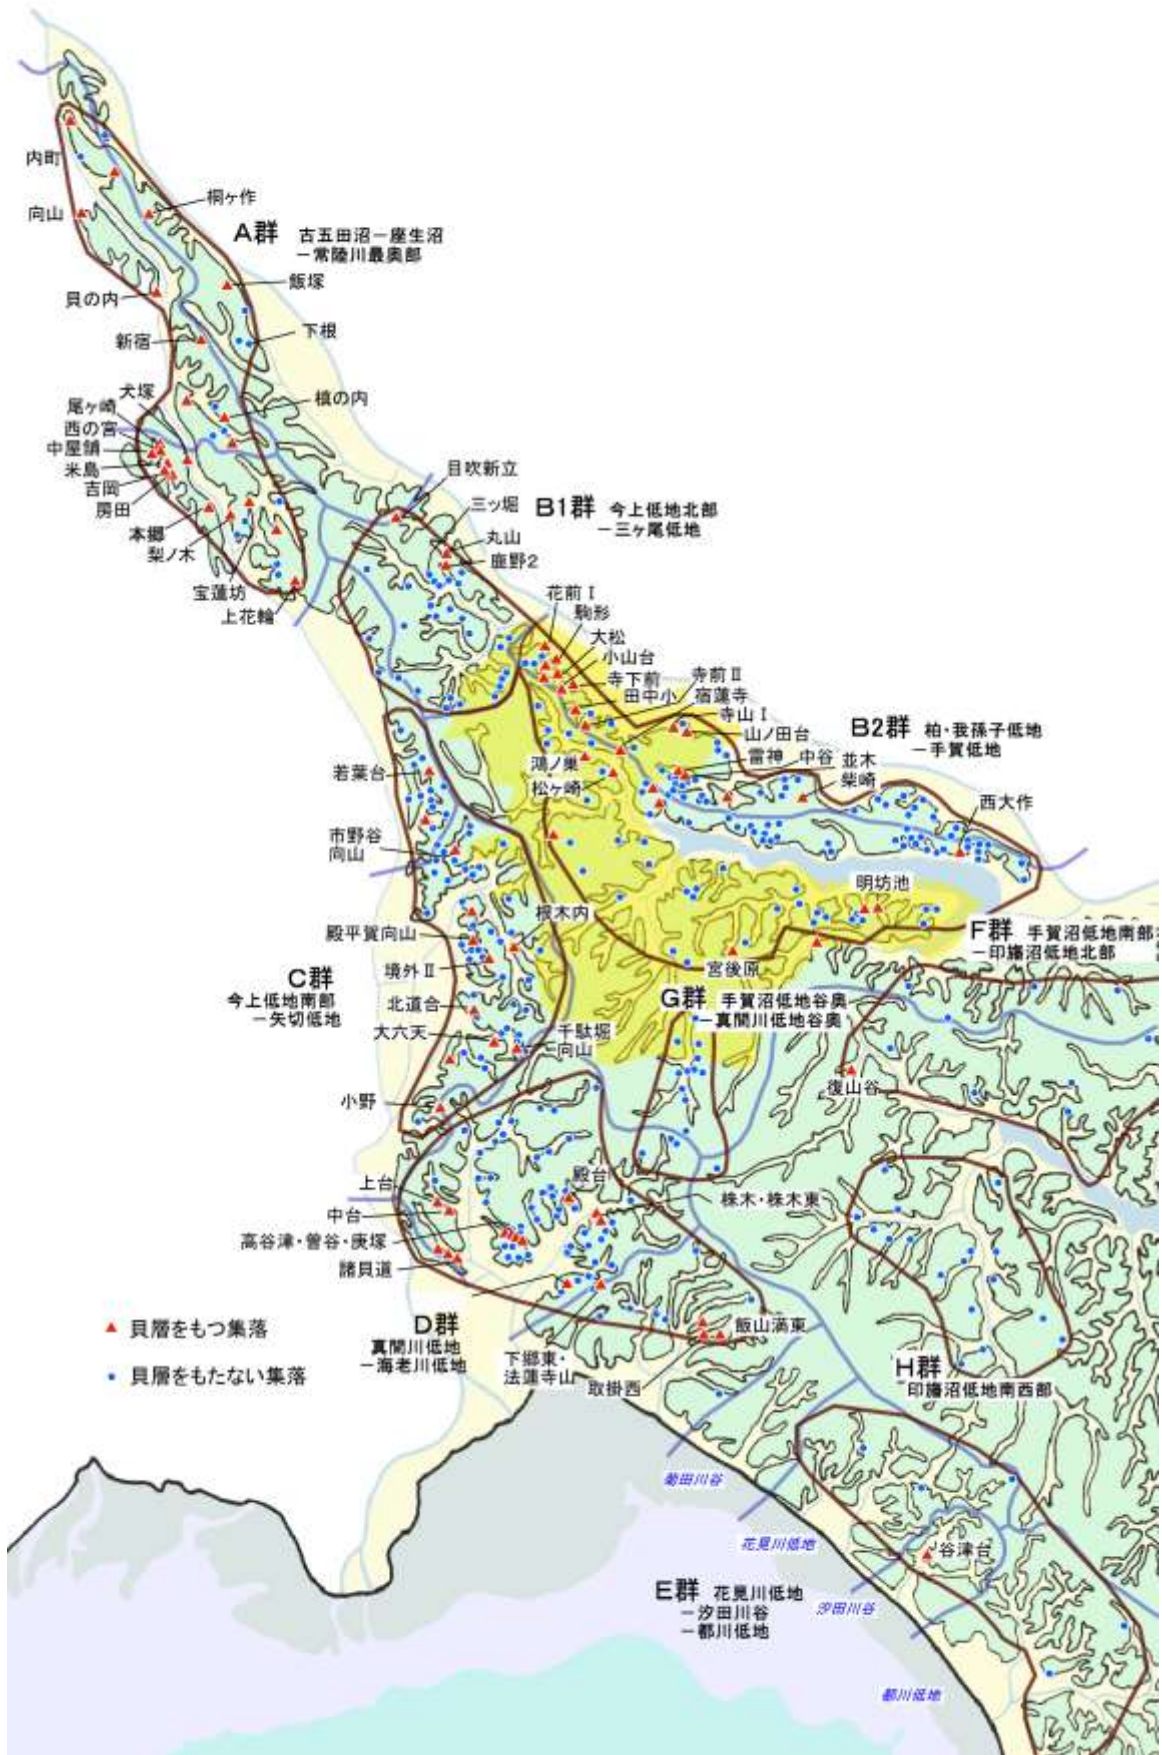 内町
向山
桐ヶ作
A群 古五田沼－座生沼
－常陸川最奥部
貝の内
飯塚
新宿
下根
犬塚
槙の内
尾ヶ崎
西の宮
中屋舗
米島
吉岡
房田
本郷
梨ノ木
宝蓮坊
上花輪
目吹新立
三ッ堀
B1群 今上低地北部
－三ヶ尾低地
丸山
鹿野2
花前Ⅰ
駒形
大松
小山台
寺下前
寺前Ⅱ
田中小
宿蓮寺
寺山Ⅰ
山ノ田台
B2群 柏・我孫子低地
－手賀低地
鴻ノ巣
松ヶ崎
雷神
中谷
並木
柴崎
西大作
若葉台
市野谷
向山
明坊池
根木内
殿平賀向山
宮後原
F群 手賀沼低地南部
－印旛沼低地北部
境外Ⅱ
G群 手賀沼低地谷奥
－真間川低地谷奥
C群
今上低地南部
－矢切低地
北道合
大六天
千駄堀
向山
復山谷
小野
上台
殿台
株木・株木東
中台
高谷津・曽谷・庚塚
諸貝道
D群
真間川低地
－海老川低地
飯山満東
下郷東・
法蓮寺山
取掛西
H群
印旛沼低地南西部
貝層をもつ集落
貝層をもたない集落
菊田川谷
花見川低地
谷津台
E群 花見川低地
－汐田川谷
－都川低地
汐田川谷
都川低地